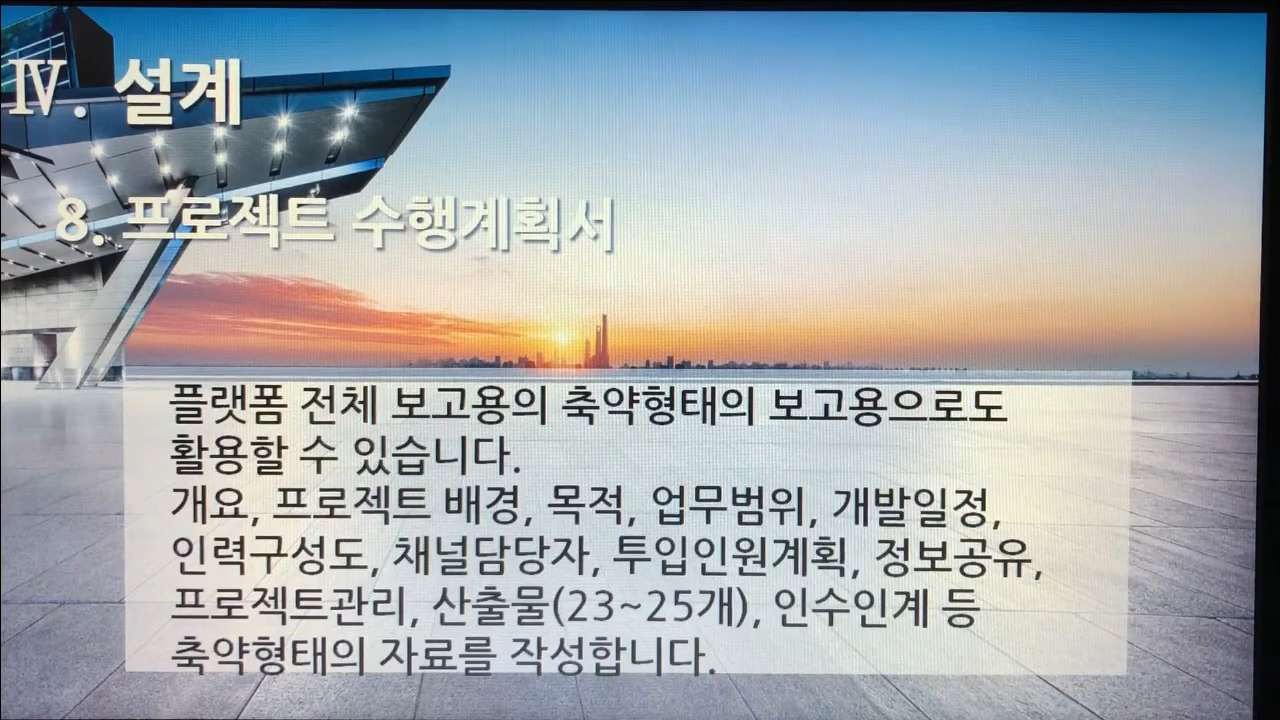 Ⅳ. 설계
8. 프로젝트 수행계획서
플랫폼 전체 보고용의 축약형태의 보고용으로도
활용할 수 있습니다.
개요, 프로젝트 배경, 목적, 업무범위, 개발일정,
인력구성도, 채널담당자, 투입인원계획, 정보공유,
프로젝트관리, 산출물(23~25개), 인수인계 등
축약형태의 자료를 작성합니다.